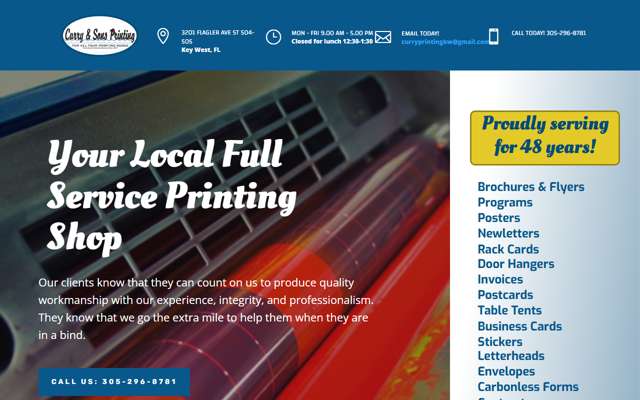 Curry & Sons Printing
FOR ALL YOUR PRINTING NEEDS
3201 FLAGLER AVE ST 504-
505
Key West, FL
MON - FRI 9.00 AM - 5.00 PM
Closed for lunch 12:30-1:30
EMAIL TODAY!
curryprintingkw@gmail.com
CALL TODAY! 305-296-8781
Your Local Full
Service Printing
Shop
Our clients know that they can count on us to produce quality
workmanship with our experience, integrity, and professionalism.
They know that we go the extra mile to help them when they are
in a bind.
CALL US: 305-296-8781
Proudly serving
for 48 years!
Brochures & Flyers
Programs
Posters
Newletters
Rack Cards
Door Hangers
Invoices
Postcards
Table Tents
Business Cards
Stickers
Letterheads
Envelopes
Carbonless Forms